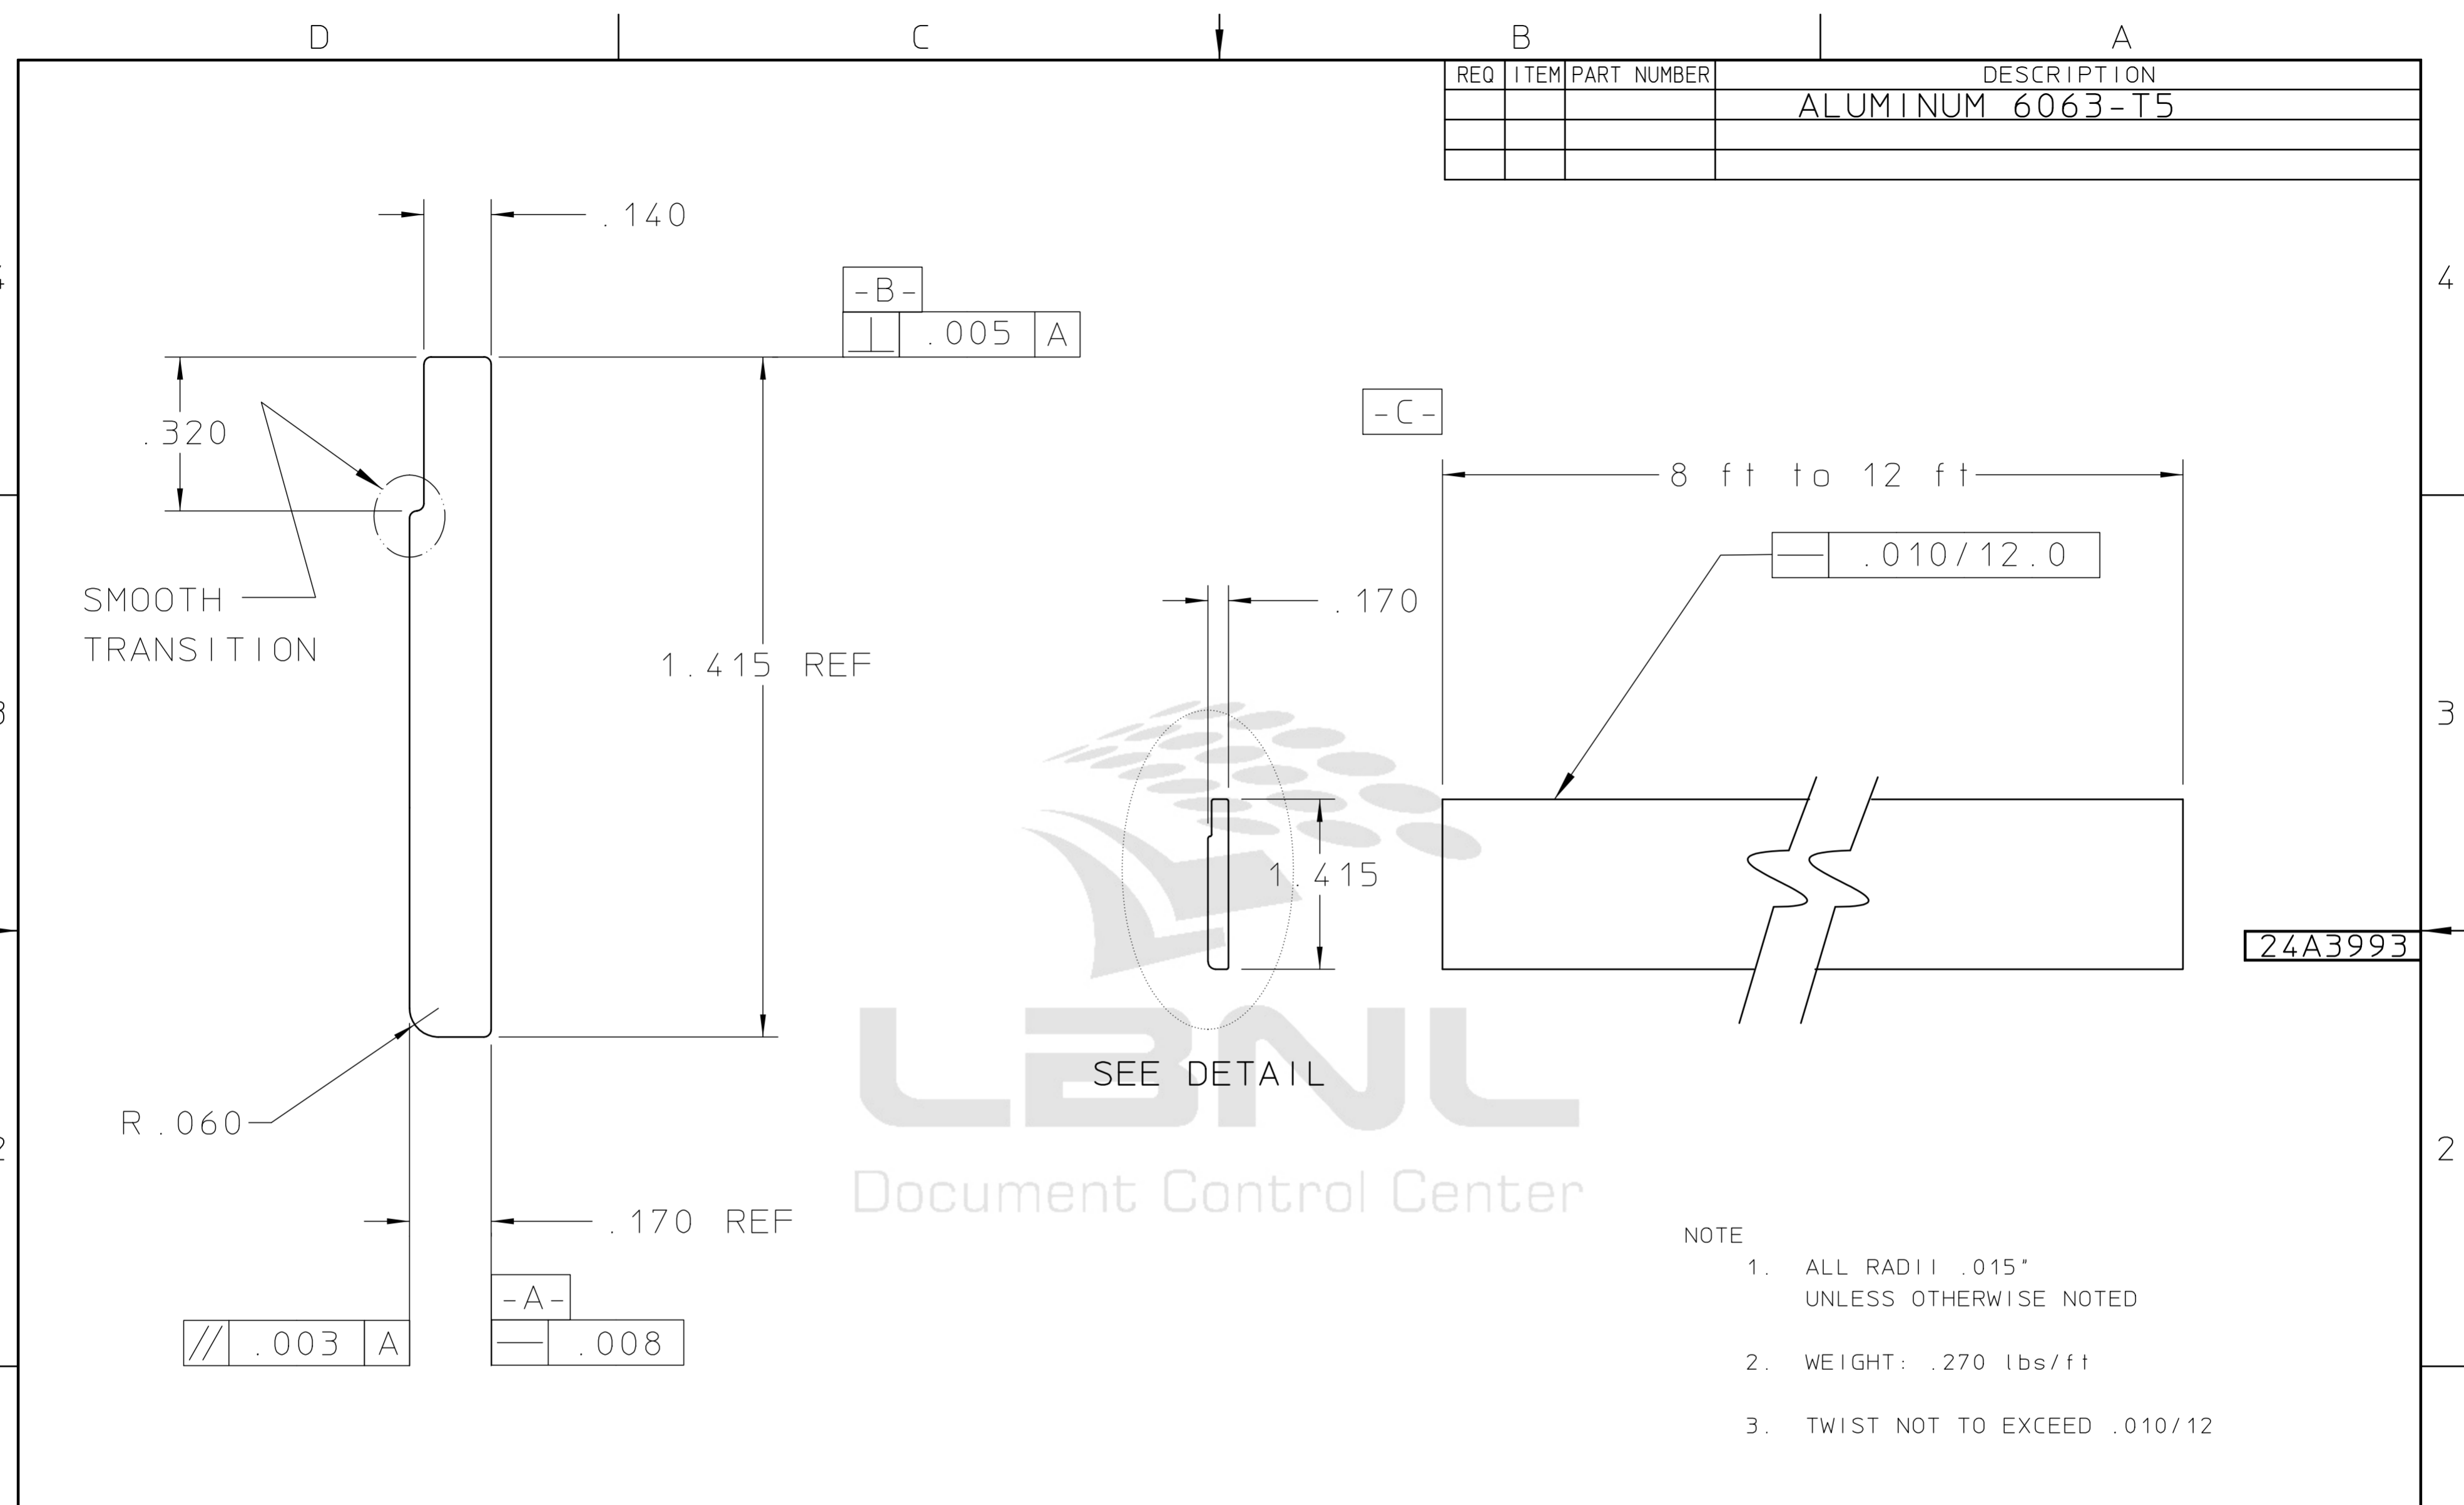 D C B A
REQ ITEM PART NUMBER DESCRIPTION
ALUMINUM 6063-T5
.140
-B-
⊥ .005 A
4
.320
-C-
8 ft to 12 ft
— .010/12.0
SMOOTH
TRANSITION
.170
1.415 REF
3
1.415
24A3993
SEE DETAIL
R.060
LBNL
Document Control Center
2
.170 REF
-A-
// .003 A
— .008
NOTE
1. ALL RADII .015"
UNLESS OTHERWISE NOTED
2. WEIGHT: .270 lbs/ft
3. TWIST NOT TO EXCEED .010/12